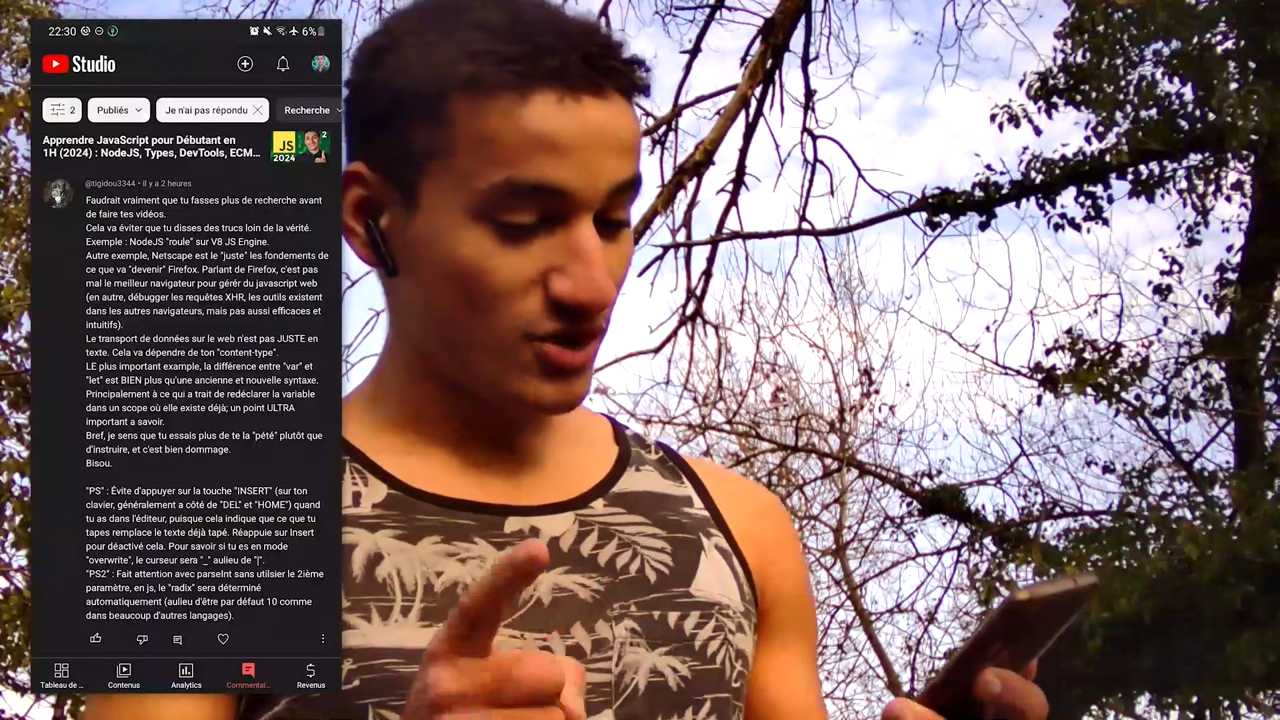 22:30 6%
Studio
2 Publiés Je n'ai pas répondu Recherche
Apprendre JavaScript pour Débutant en
1H (2024) : NodeJS, Types, DevTools, ECM...
JS
2024
2
@tigidou3344 • il y a 2 heures
Faudrait vraiment que tu fasses plus de recherche avant
de faire tes vidéos.
Cela va éviter que tu disses des trucs loin de la vérité.
Exemple : NodeJS "roule" sur V8 JS Engine.
Autre exemple, Netscape est le "juste" les fondements de
ce que va "devenir" Firefox. Parlant de Firefox, c'est pas
mal le meilleur navigateur pour gérér du javascript web
(en autre, débugger les requêtes XHR, les outils existent
dans les autres navigateurs, mais pas aussi efficaces et
intuitifs).
Le transport de données sur le web n'est pas JUSTE en
texte. Cela va dépendre de ton "content-type".
LE plus important example, la différence entre "var" et
"let" est BIEN plus qu'une ancienne et nouvelle syntaxe.
Principalement à ce qui a trait de redéclarer la variable
dans un scope où elle existe déjà; un point ULTRA
important a savoir.
Bref, je sens que tu essais plus de te la "pété" plutôt que
d'instruire, et c'est bien dommage.
Bisou.
"PS" : Évite d'appuyer sur la touche "INSERT" (sur ton
clavier, généralement a côté de "DEL" et "HOME") quand
tu as dans l'éditeur, puisque cela indique que ce que tu
tapes remplace le texte déjà tapé. Réappuie sur Insert
pour déactivé cela. Pour savoir si tu es en mode
"overwrite", le curseur sera "_" aulieu de "|".
"PS2" : Fait attention avec parseInt sans utilsier le 2ième
paramètre, en js, le "radix" sera déterminé
automatiquement (aulieu d'être par défaut 10 comme
dans beaucoup d'autres langages).
Tableau de ... Contenus Analytics Commentai... Revenus